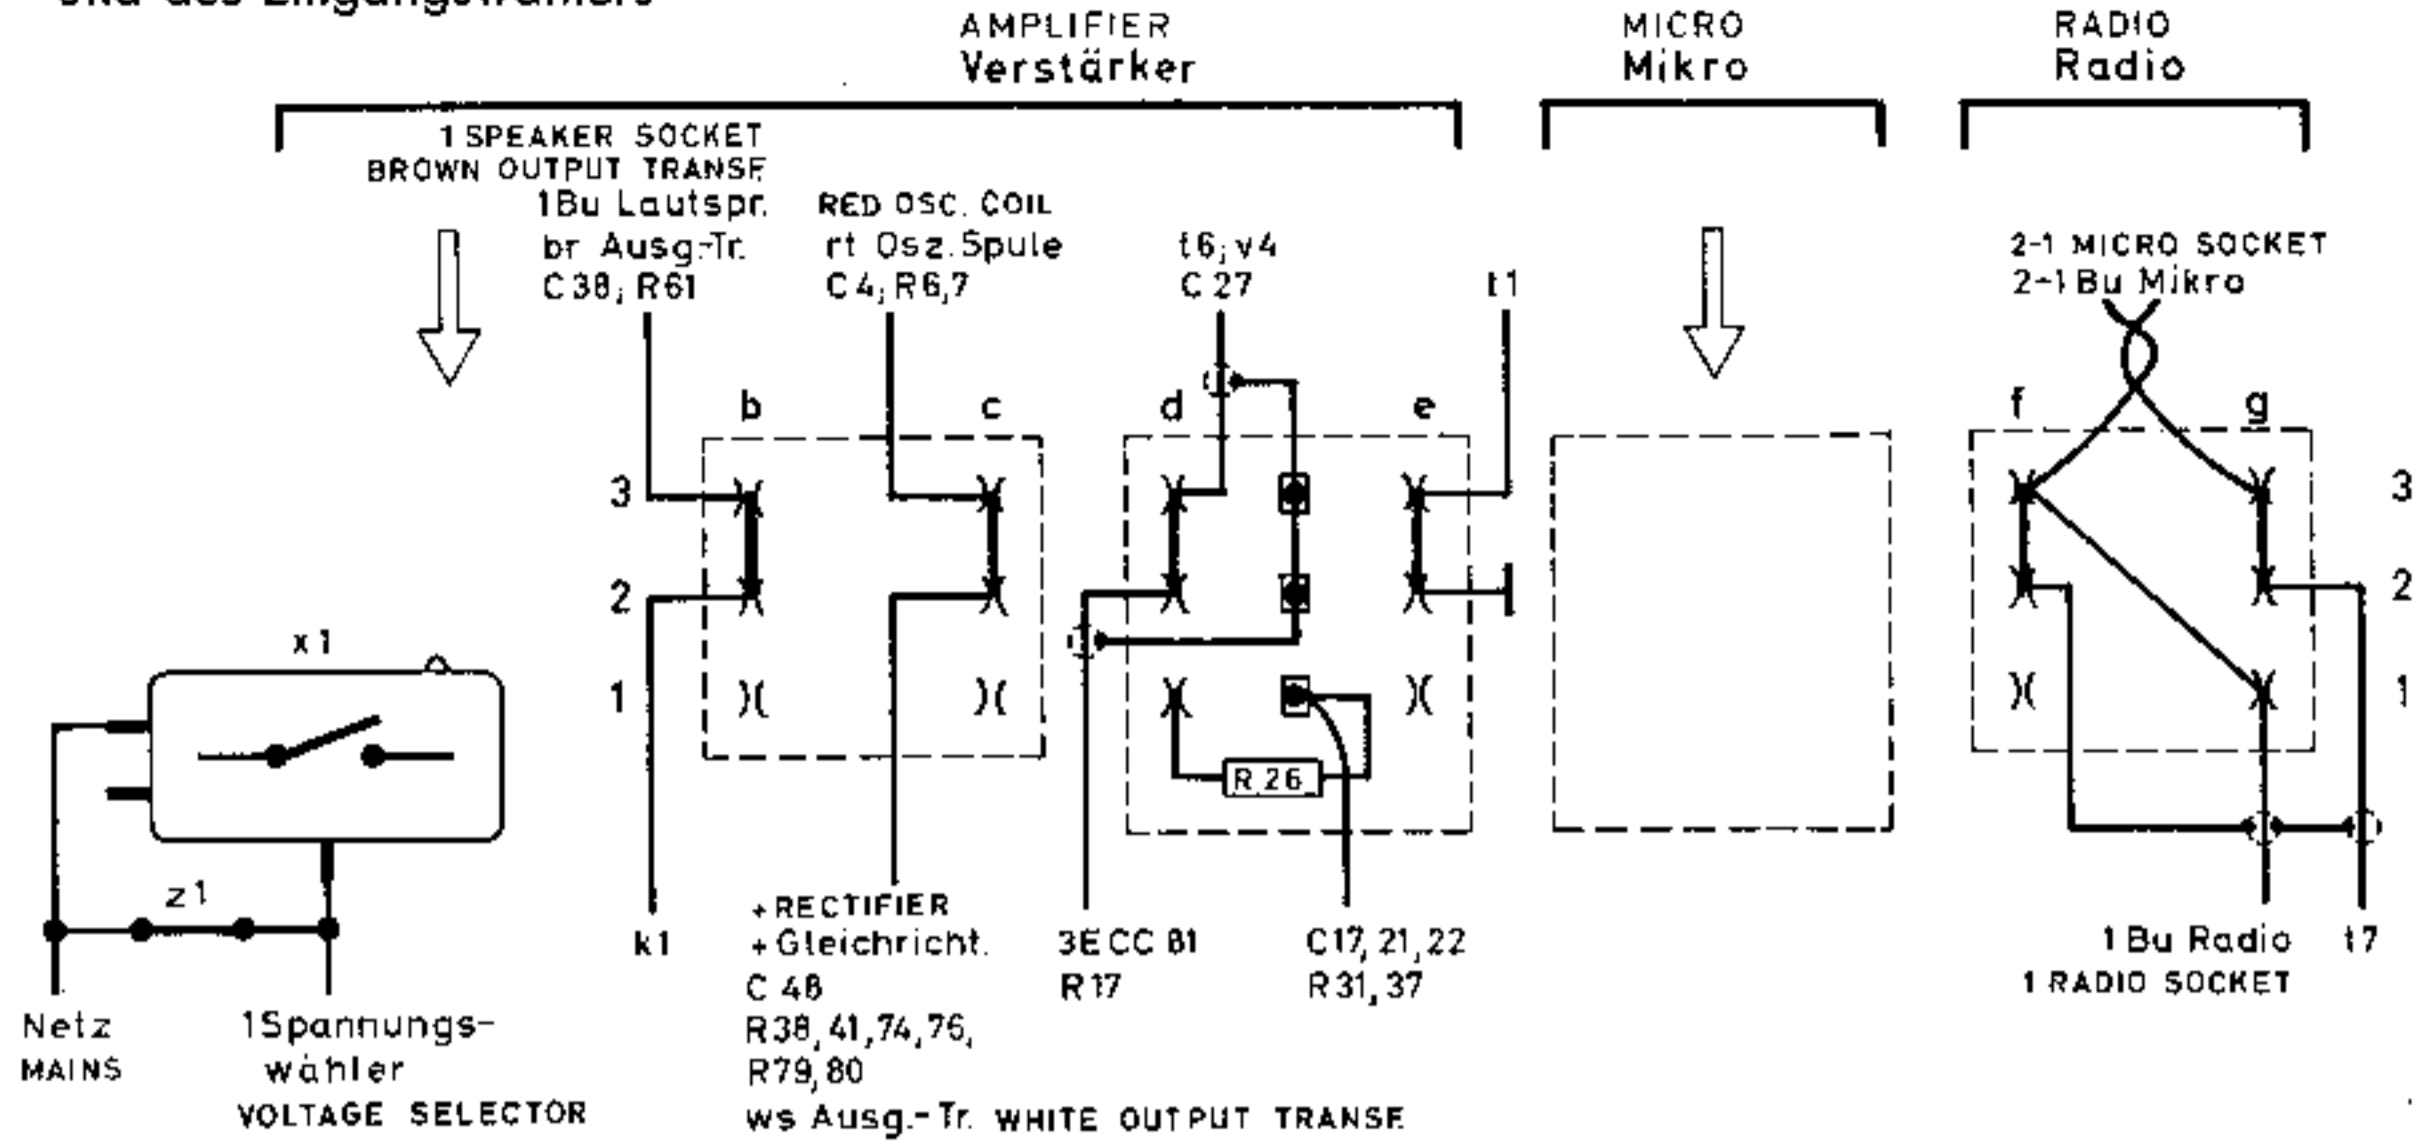 AMPLIFIER
Verstärker
MICRO
Mikro
RADIO
Radio
1 SPEAKER SOCKET
BROWN OUTPUT TRANSF.
1Bu Lautspr.
br Ausg.-Tr.
C38; R61
RED OSC. COIL
rt Osz. Spule
C4; R6,7
t6; v4
C27
t1
2-1 MICRO SOCKET
2-1 Bu Mikro
b
c
d
e
f
g
3
3
2
2
1
1
x1
R 26
z1
k1
+RECTIFIER
+Gleichricht.
C 48
R38, 41, 74, 76,
R79, 80
ws Ausg.-Tr. WHITE OUTPUT TRANSF.
3ECC 81
R17
C17, 21, 22
R31, 37
1 Bu Radio
1 RADIO SOCKET
t7
Netz
MAINS
1Spannungs-
wähler
VOLTAGE SELECTOR